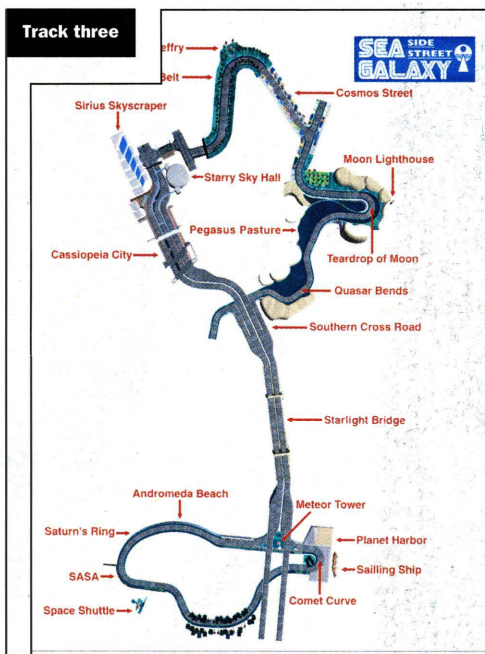 Track three
SEA SIDE
STREET
GALAXY
Belt
Cosmos Street
Sirius Skyscraper
Moon Lighthouse
Starry Sky Hall
Pegasus Pasture
Teardrop of Moon
Cassiopeia City
Quasar Bends
Southern Cross Road
Starlight Bridge
Andromeda Beach
Meteor Tower
Saturn's Ring
Planet Harbor
SASA
Sailling Ship
Space Shuttle
Comet Curve